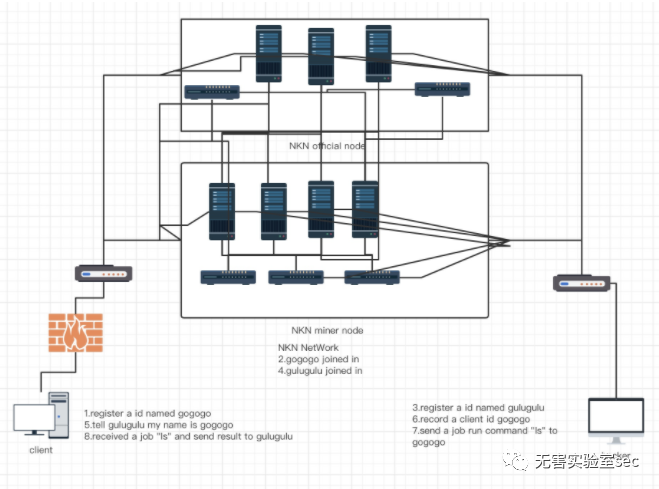 NKN official node
NKN miner node
NKN NetWork
2.gogogo joined in
4.gulugulu joined in
1.register a id named gogogo
5.tell gulugulu my name is gogogo
8.received a job "ls" and send result to gulugulu
client
3.register a id named gulugulu
6.record a client id gogogo
7.send a job run command "ls" to
gogogo
无害实验室sec